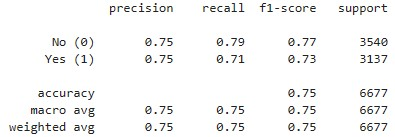 precision recall f1-score support
No (0) 0.75 0.79 0.77 3540
Yes (1) 0.75 0.71 0.73 3137
accuracy 0.75 6677
macro avg 0.75 0.75 0.75 6677
weighted avg 0.75 0.75 0.75 6677